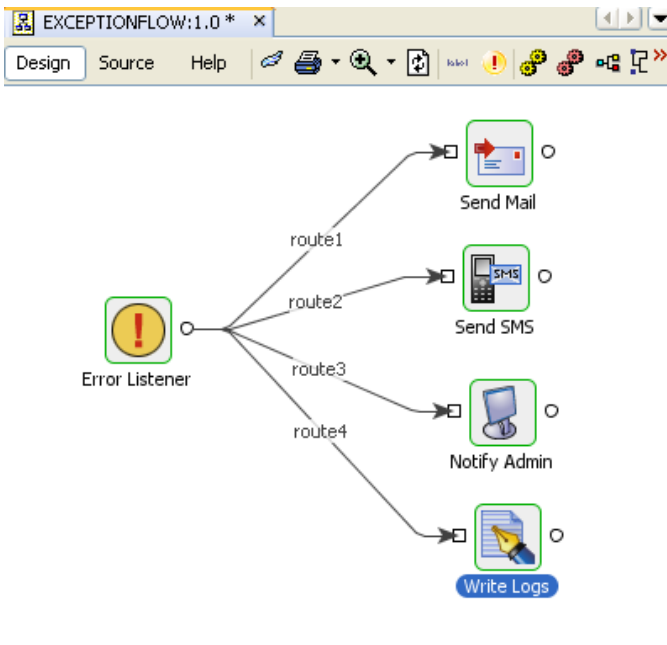 EXCEPTIONFLOW:1.0 *
Design Source Help
label
Send Mail
route1
SMS
route2
Send SMS
Error Listener
route3
Notify Admin
route4
Write Logs